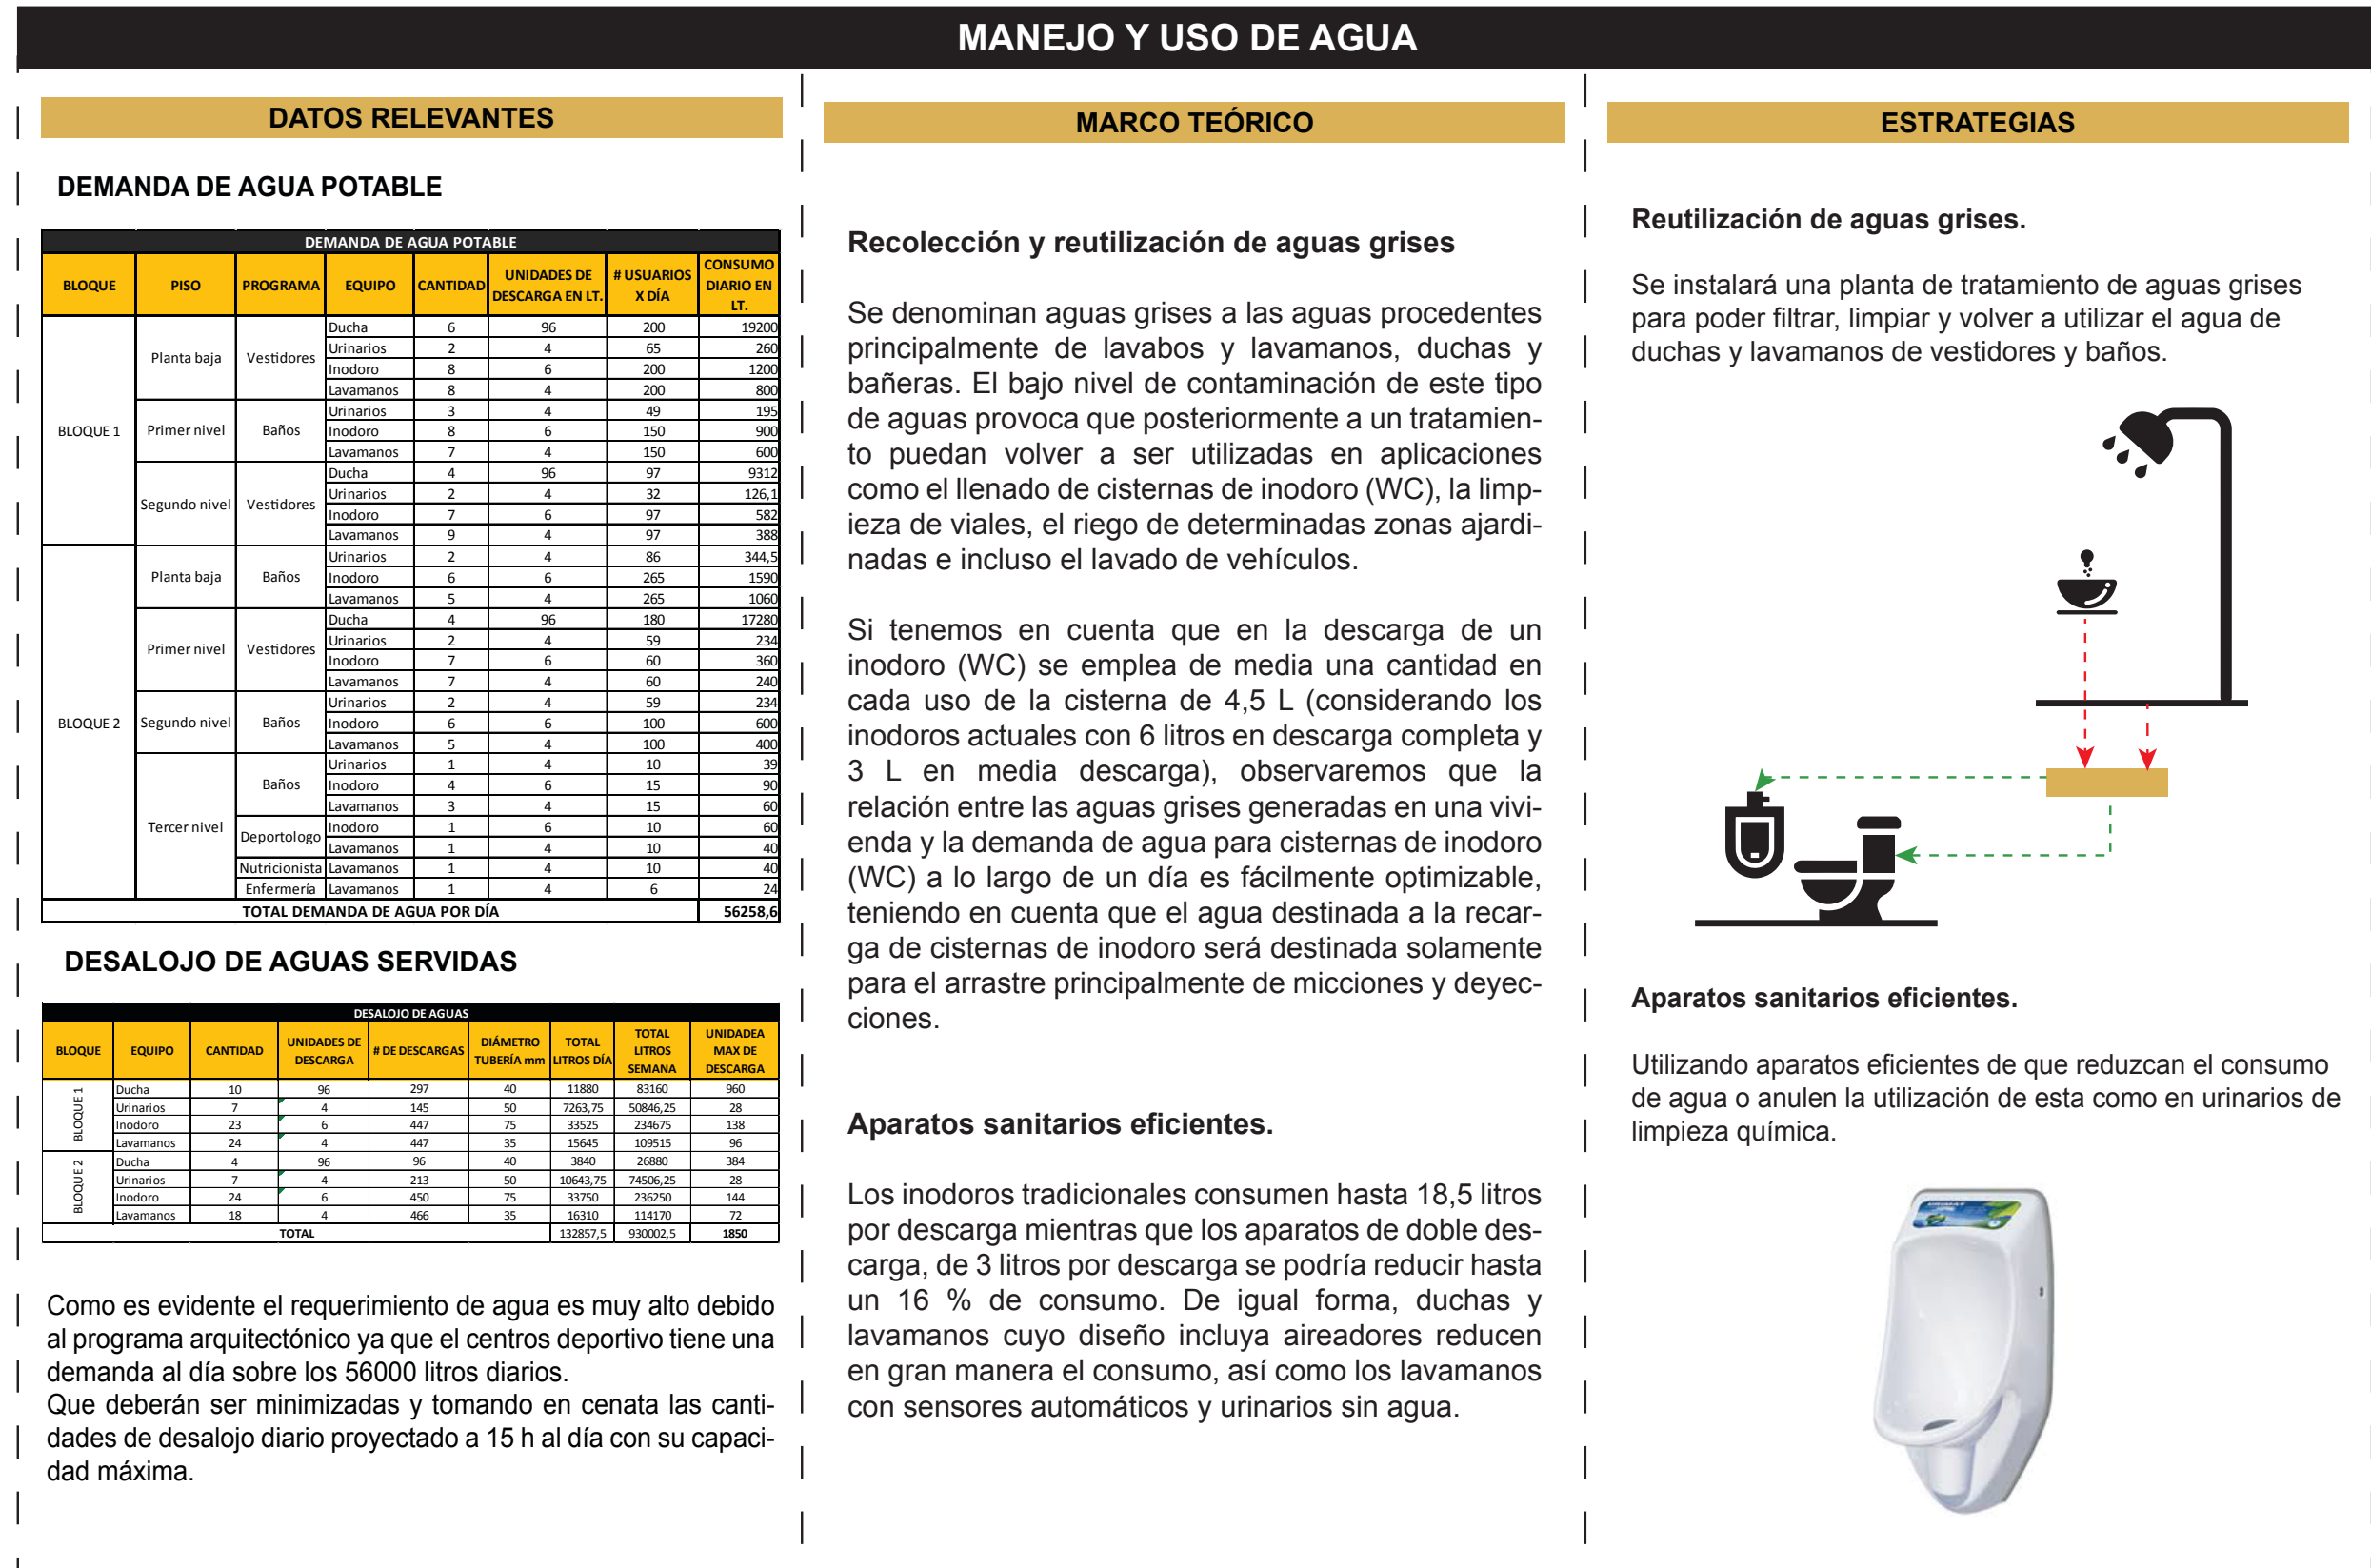 MANEJO Y USO DE AGUA
DATOS RELEVANTES
DEMANDA DE AGUA POTABLE
DEMANDA DE AGUA POTABLE
BLOQUE PISO PROGRAMA EQUIPO CANTIDAD UNIDADES DE DESCARGA EN LT. # USUARIOS X DÍA CONSUMO DIARIO EN LT.
BLOQUE 1 Planta baja Vestidores Ducha 6 96 200 19200
Urinarios 2 4 65 260
Inodoro 8 6 200 1200
Lavamanos 8 4 200 800
Primer nivel Baños Urinarios 3 4 49 195
Inodoro 8 6 150 900
Lavamanos 7 4 150 600
Segundo nivel Vestidores Ducha 4 96 97 9312
Urinarios 2 4 32 126,1
Inodoro 7 6 97 582
Lavamanos 9 4 97 388
BLOQUE 2 Planta baja Baños Urinarios 2 4 86 344,5
Inodoro 6 6 265 1590
Lavamanos 5 4 265 1060
Primer nivel Vestidores Ducha 4 96 180 17280
Urinarios 2 4 59 234
Inodoro 7 6 60 360
Lavamanos 7 4 60 240
Segundo nivel Baños Urinarios 2 4 59 234
Inodoro 6 6 100 600
Lavamanos 5 4 100 400
Tercer nivel Baños Urinarios 1 4 10 39
Inodoro 4 6 15 90
Lavamanos 3 4 15 60
Deportologo Inodoro 1 6 10 60
Lavamanos 1 4 10 40
Nutricionista Lavamanos 1 4 10 40
Enfermería Lavamanos 1 4 6 24
TOTAL DEMANDA DE AGUA POR DÍA 56258,6
DESALOJO DE AGUAS SERVIDAS
DESALOJO DE AGUAS
BLOQUE EQUIPO CANTIDAD UNIDADES DE DESCARGA # DE DESCARGAS DIÁMETRO TUBERÍA mm TOTAL LITROS DÍA TOTAL LITROS SEMANA UNIDADEA MAX DE DESCARGA
BLOQUE 1 Ducha 10 96 297 40 11880 83160 960
Urinarios 7 4 145 50 7263,75 50846,25 28
Inodoro 23 6 447 75 33525 234675 138
Lavamanos 24 4 447 35 15645 109515 96
BLOQUE 2 Ducha 4 96 96 40 3840 26880 384
Urinarios 7 4 213 50 10643,75 74506,25 28
Inodoro 24 6 450 75 33750 236250 144
Lavamanos 18 4 466 35 16310 114170 72
TOTAL 132857,5 930002,5 1850
Como es evidente el requerimiento de agua es muy alto debido
al programa arquitectónico ya que el centros deportivo tiene una
demanda al día sobre los 56000 litros diarios.
Que deberán ser minimizadas y tomando en cenata las canti-
dades de desalojo diario proyectado a 15 h al día con su capaci-
dad máxima.
MARCO TEÓRICO
Recolección y reutilización de aguas grises
Se denominan aguas grises a las aguas procedentes
principalmente de lavabos y lavamanos, duchas y
bañeras. El bajo nivel de contaminación de este tipo
de aguas provoca que posteriormente a un tratamien-
to puedan volver a ser utilizadas en aplicaciones
como el llenado de cisternas de inodoro (WC), la limp-
ieza de viales, el riego de determinadas zonas ajardi-
nadas e incluso el lavado de vehículos.
Si tenemos en cuenta que en la descarga de un
inodoro (WC) se emplea de media una cantidad en
cada uso de la cisterna de 4,5 L (considerando los
inodoros actuales con 6 litros en descarga completa y
3 L en media descarga), observaremos que la
relación entre las aguas grises generadas en una vivi-
enda y la demanda de agua para cisternas de inodoro
(WC) a lo largo de un día es fácilmente optimizable,
teniendo en cuenta que el agua destinada a la recar-
ga de cisternas de inodoro será destinada solamente
para el arrastre principalmente de micciones y deyec-
ciones.
Aparatos sanitarios eficientes.
Los inodoros tradicionales consumen hasta 18,5 litros
por descarga mientras que los aparatos de doble des-
carga, de 3 litros por descarga se podría reducir hasta
un 16 % de consumo. De igual forma, duchas y
lavamanos cuyo diseño incluya aireadores reducen
en gran manera el consumo, así como los lavamanos
con sensores automáticos y urinarios sin agua.
ESTRATEGIAS
Reutilización de aguas grises.
Se instalará una planta de tratamiento de aguas grises
para poder filtrar, limpiar y volver a utilizar el agua de
duchas y lavamanos de vestidores y baños.
Aparatos sanitarios eficientes.
Utilizando aparatos eficientes de que reduzcan el consumo
de agua o anulen la utilización de esta como en urinarios de
limpieza química.